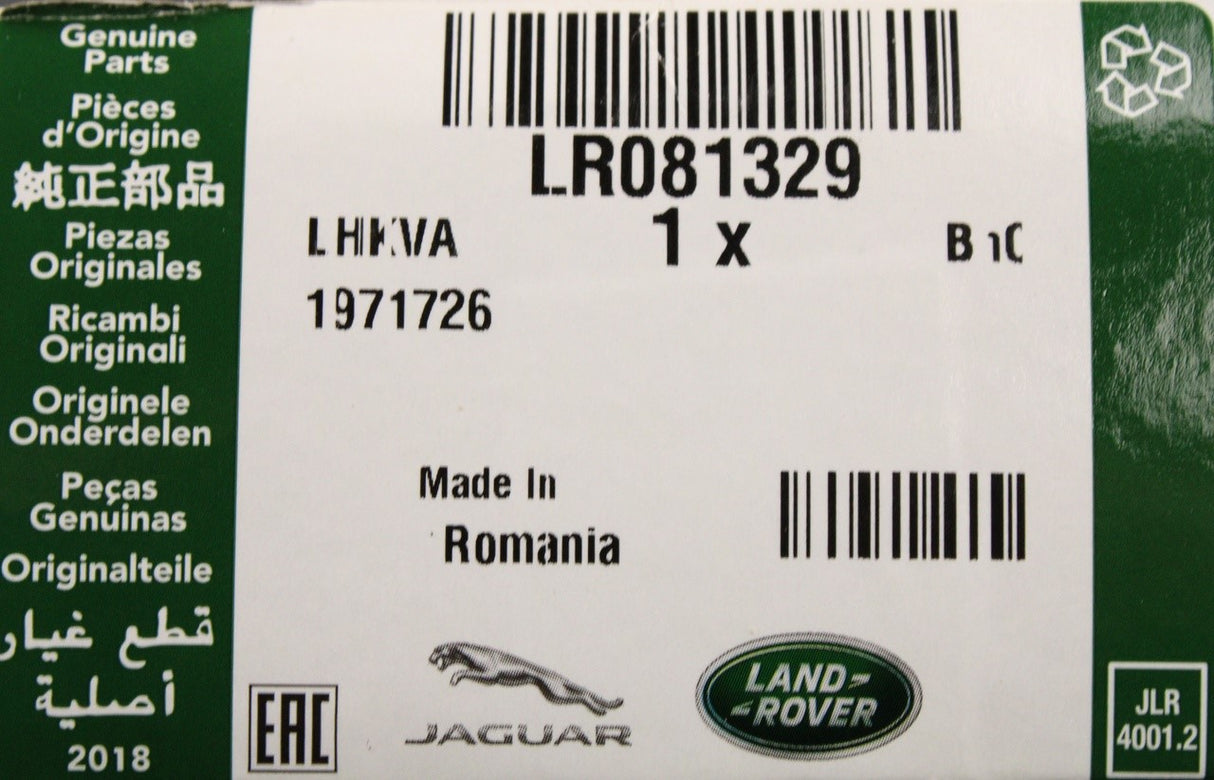 Genuine
Parts
Pièces
d'Origine
純正部品
Piezas
Originales
Ricambi
Originali
Originele
Onderdelen
Peças
Genuinas
Originalteile
قطع غيار
أصلية
2018
LR081329
LHKVA
1 x
1971726
Made In
Romania
EAC
JAGUAR
LAND-
-ROVER
JLR
4001.2